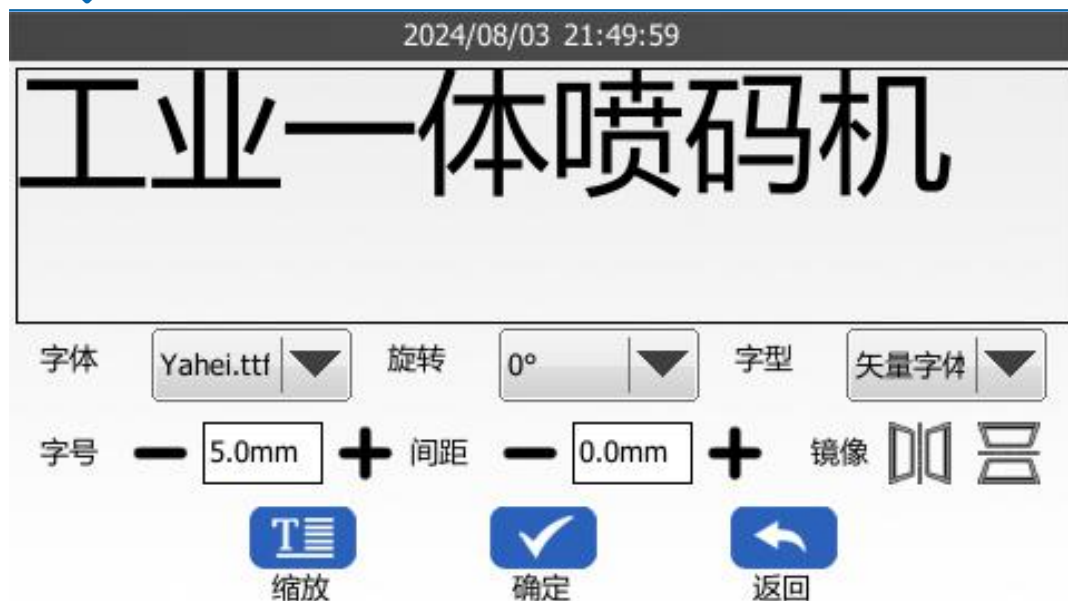 2024/08/03 21:49:59
工业一体喷码机
字体 Yahei.ttf 旋转 0° 字型 矢量字体
字号 5.0mm 间距 0.0mm 镜像
缩放 确定 返回